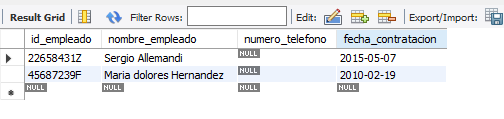 Result Grid Filter Rows: Edit: Export/Import:
id_empleado nombre_empleado numero_telefono fecha_contratacion
22658431Z Sergio Allemandi NULL 2015-05-07
45687239F Maria dolores Hernandez NULL 2010-02-19
NULL NULL NULL NULL